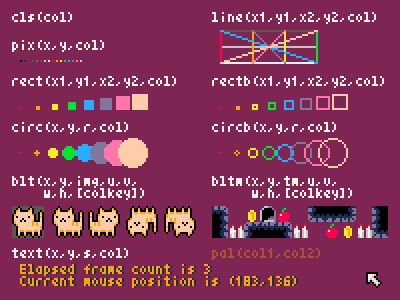 cls(col)
line(x1,y1,x2,y2,col)
pix(x,y,col)
rect(x1,y1,x2,y2,col)
rectb(x1,y1,x2,y2,col)
circ(x,y,r,col)
circb(x,y,r,col)
blt(x,y,img,u,v,
w,h,[colkey])
bltm(x,y,tm,u,v,
w,h,[colkey])
text(x,y,s,col)
pal(col1,col2)
Elapsed frame count is 3
Current mouse position is (183,136)